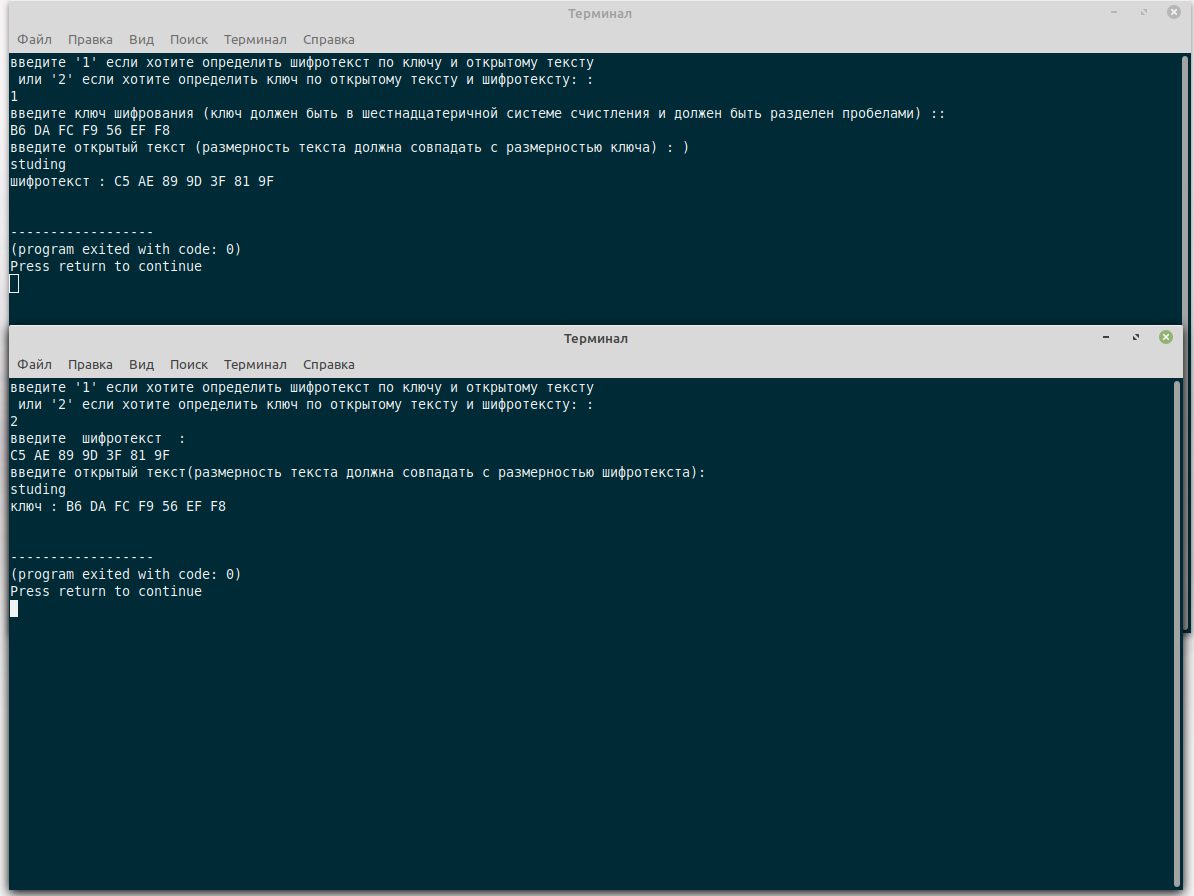 Терминал
Файл Правка Вид Поиск Терминал Справка
введите '1' если хотите определить шифротекст по ключу и открытому тексту
 или '2' если хотите определить ключ по открытому тексту и шифротексту: :
1
введите ключ шифрования (ключ должен быть в шестнадцатеричной системе счистления и должен быть разделен пробелами) ::
B6 DA FC F9 56 EF F8
введите открытый текст (размерность текста должна совпадать с размерностью ключа) : )
studing
шифротекст : C5 AE 89 9D 3F 81 9F
------------------
(program exited with code: 0)
Press return to continue
Терминал
Файл Правка Вид Поиск Терминал Справка
введите '1' если хотите определить шифротекст по ключу и открытому тексту
 или '2' если хотите определить ключ по открытому тексту и шифротексту: :
2
введите  шифротекст  :
C5 AE 89 9D 3F 81 9F
введите открытый текст(размерность текста должна совпадать с размерностью шифротекста):
studing
ключ : B6 DA FC F9 56 EF F8
------------------
(program exited with code: 0)
Press return to continue